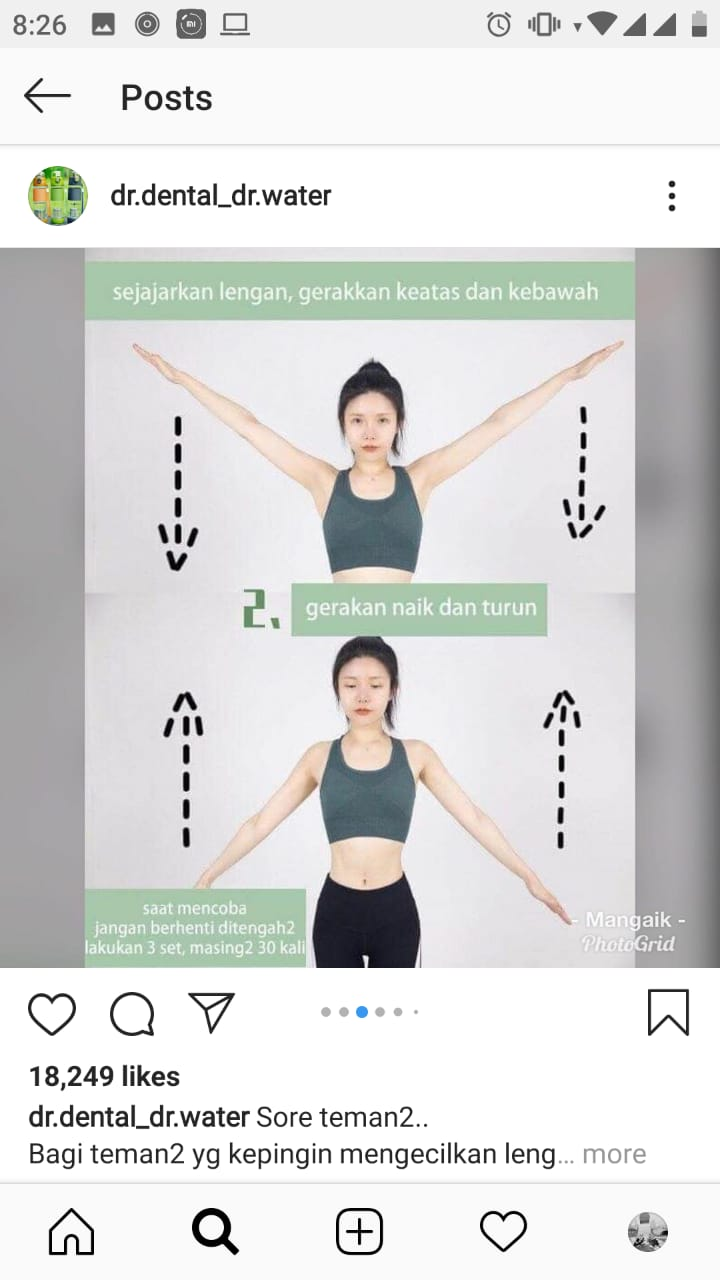 8:26
Posts
dr.dental_dr.water
sejajarkan lengan, gerakkan keatas dan kebawah
2. gerakan naik dan turun
saat mencoba
jangan berhenti ditengah2
lakukan 3 set, masing2 30 kali
- Mangaik -
PhotoGrid
18,249 likes
dr.dental_dr.water Sore teman2..
Bagi teman2 yg kepingin mengecilkan leng... more